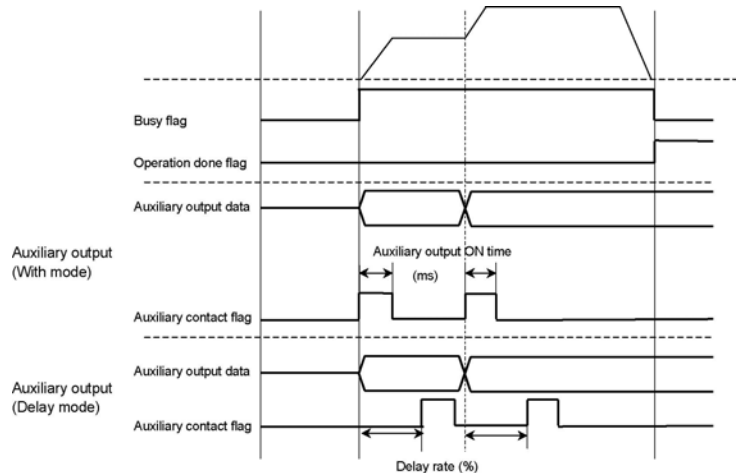 Busy flag
Operation done flag
Auxiliary output data
Auxiliary output
(With mode)
Auxiliary output ON time
(ms)
Auxiliary contact flag
Auxiliary output data
Auxiliary output
(Delay mode)
Auxiliary contact flag
Delay rate (%)